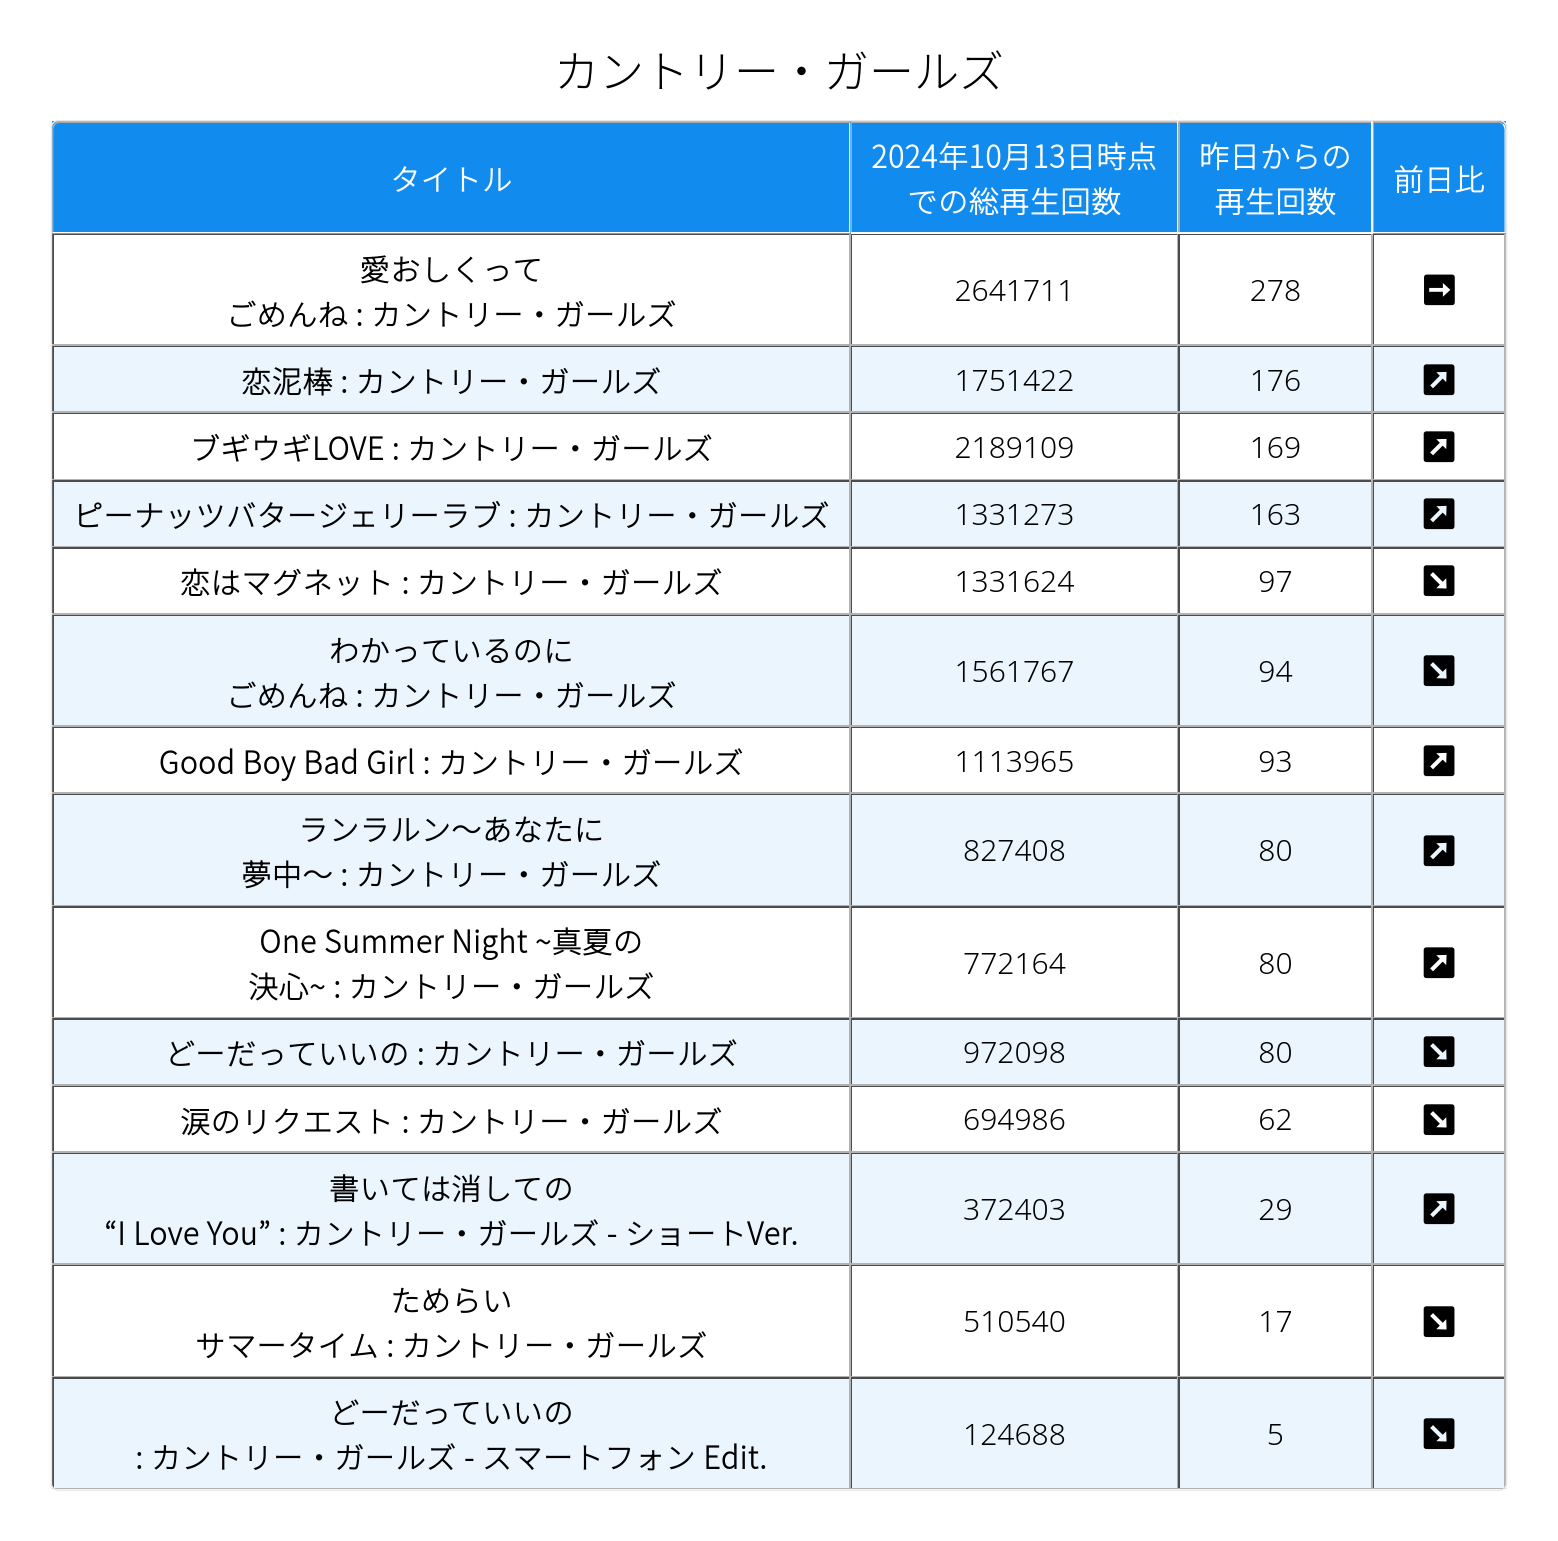 カントリー・ガールズ
タイトル
2024年10月13日時点
での総再生回数
昨日からの
再生回数
前日比
愛おしくって
ごめんね : カントリー・ガールズ
2641711
278
恋泥棒 : カントリー・ガールズ
1751422
176
ブギウギLOVE : カントリー・ガールズ
2189109
169
ピーナッツバタージェリーラブ : カントリー・ガールズ
1331273
163
恋はマグネット : カントリー・ガールズ
1331624
97
わかっているのに
ごめんね : カントリー・ガールズ
1561767
94
Good Boy Bad Girl : カントリー・ガールズ
1113965
93
ランラルン～あなたに
夢中～ : カントリー・ガールズ
827408
80
One Summer Night ~真夏の
決心~ : カントリー・ガールズ
772164
80
どーだっていいの : カントリー・ガールズ
972098
80
涙のリクエスト : カントリー・ガールズ
694986
62
書いては消しての
“I Love You” : カントリー・ガールズ - ショートVer.
372403
29
ためらい
サマータイム : カントリー・ガールズ
510540
17
どーだっていいの
: カントリー・ガールズ - スマートフォン Edit.
124688
5